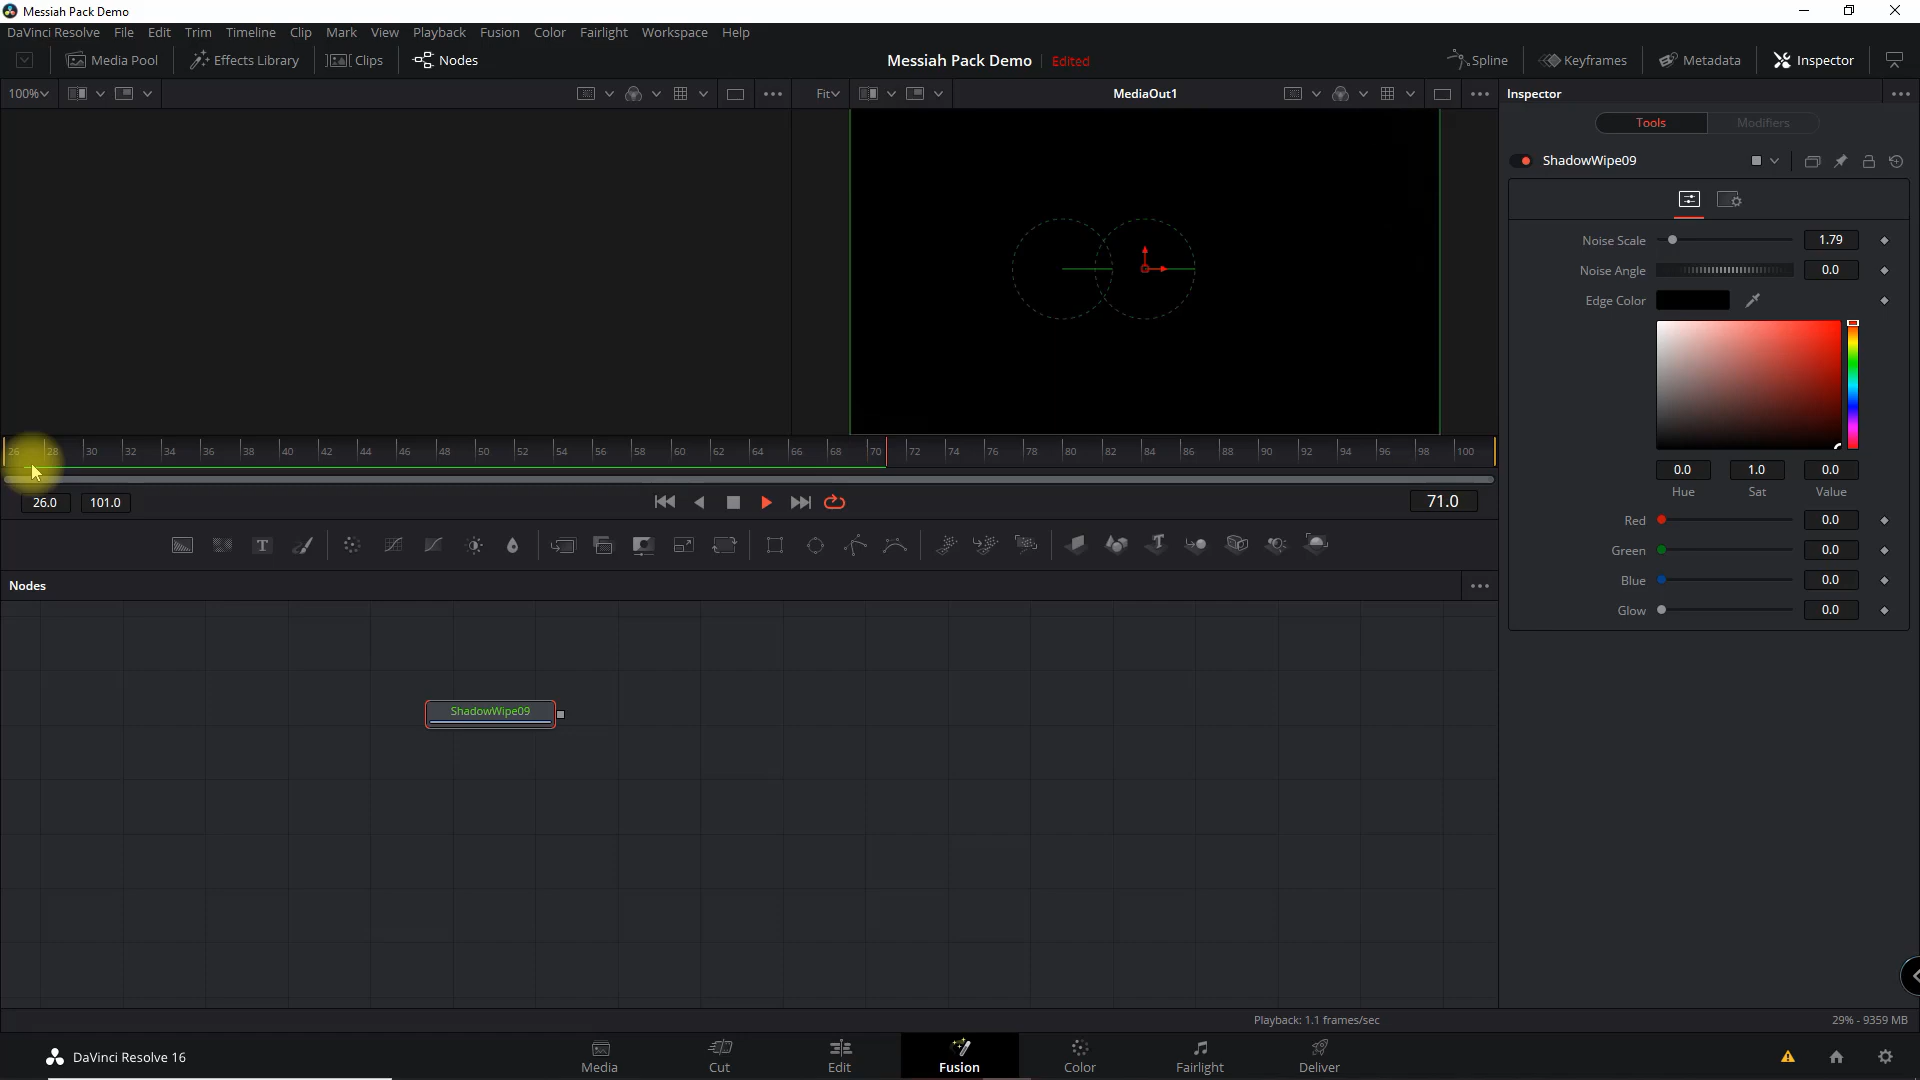 Messiah Pack Demo
DaVinci Resolve File Edit Trim Timeline Clip Mark View Playback Fusion Color Fairlight Workspace Help
Media Pool Effects Library Clips Nodes Messiah Pack Demo Edited Spline Keyframes Metadata Inspector
100% Fit MediaOut1 Inspector
Tools Modifiers
ShadowWipe09
Noise Scale 1.79
Noise Angle 0.0
Edge Color
26 28 30 32 34 36 38 40 42 44 46 48 50 52 54 56 58 60 62 64 66 68 70 72 74 76 78 80 82 84 86 88 90 92 94 96 98 100
0.0 1.0 0.0
Hue Sat Value
26.0 101.0 71.0
Red 0.0
Green 0.0
Blue 0.0
Glow 0.0
T
Nodes
ShadowWipe09
Playback: 1.1 frames/sec 29% - 9359 MB
DaVinci Resolve 16
Media Cut Edit Fusion Color Fairlight Deliver